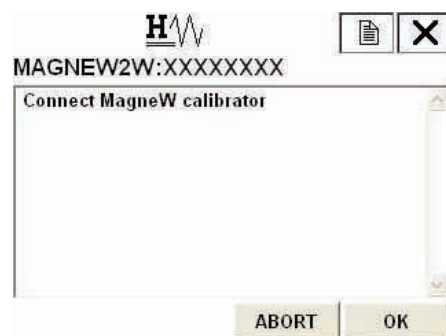 H
MAGNEW2W:XXXXXXXX
Connect MagneW calibrator
ABORT OK